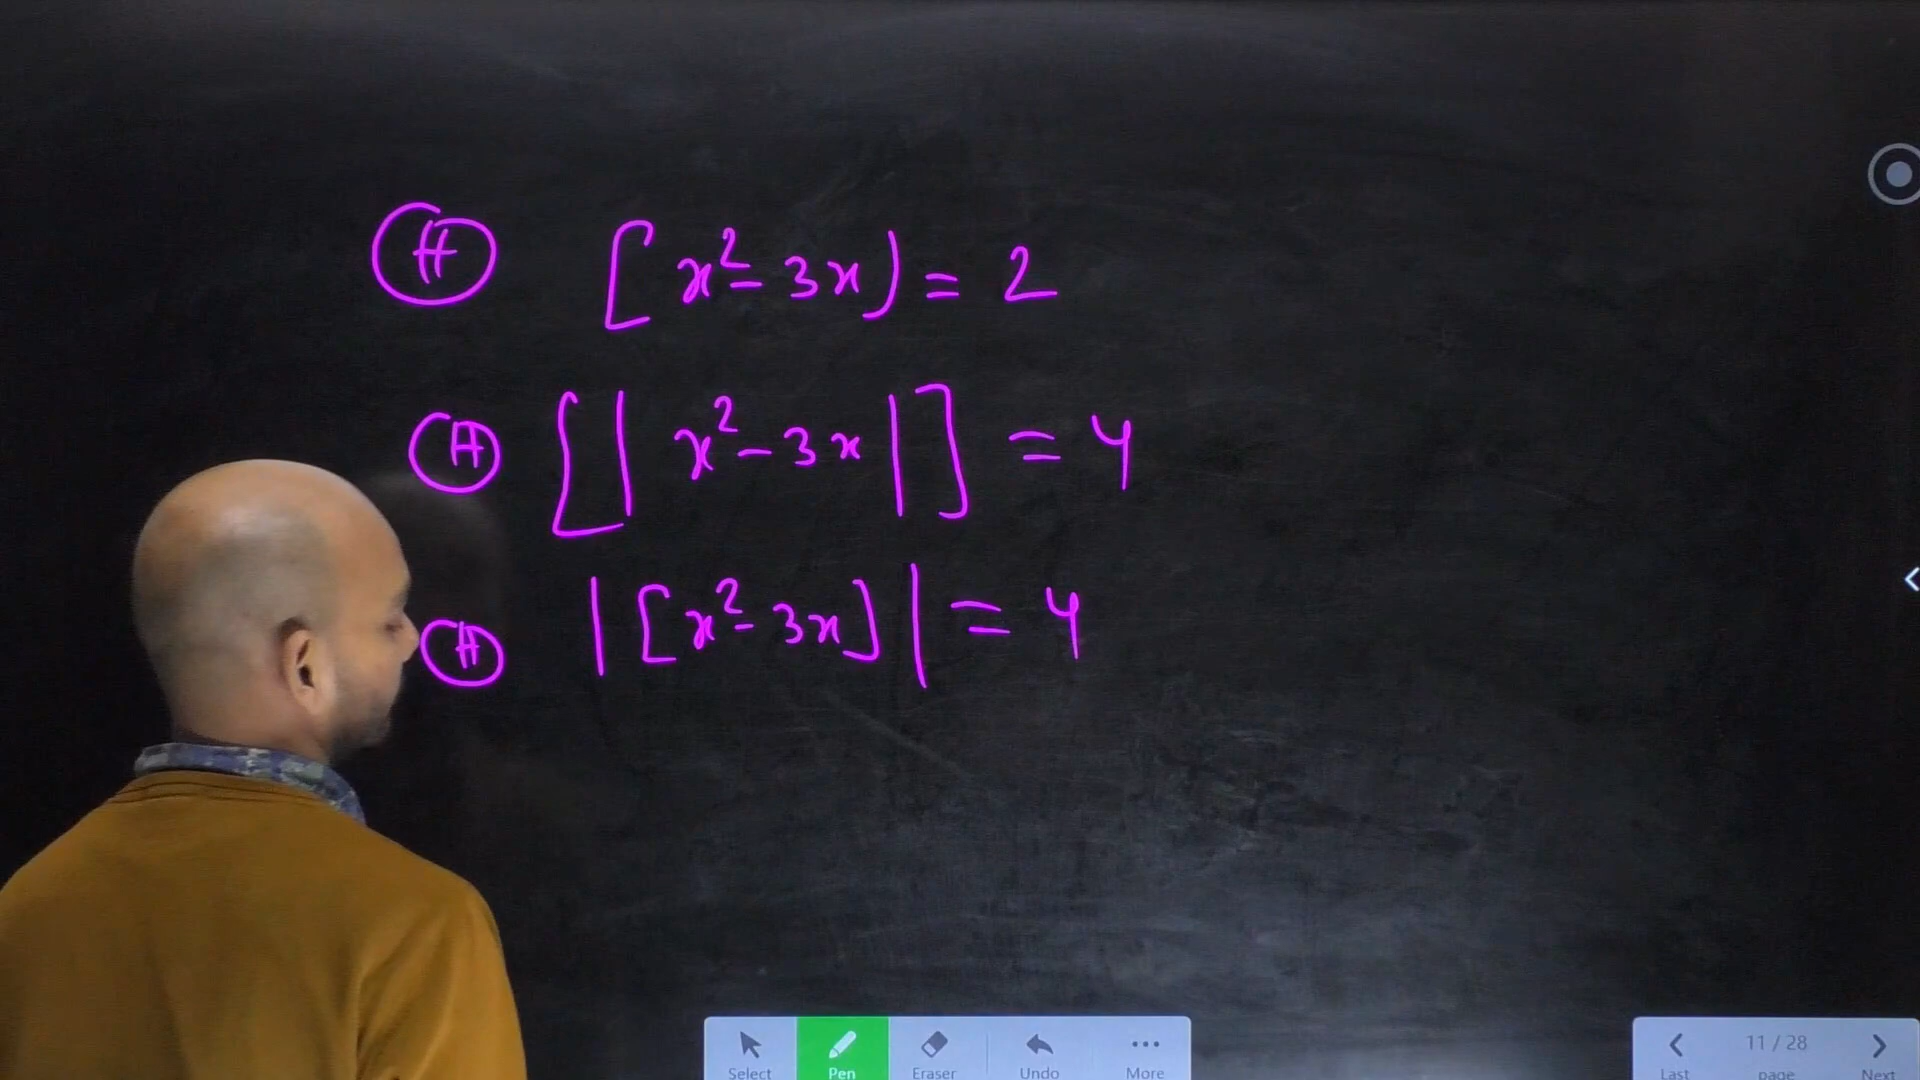 H [x² - 3x) = 2
H [| x² - 3x |] = 4
H | [x² - 3x] | = 4
Select Pen Eraser Undo More
11 / 28
Last page Next